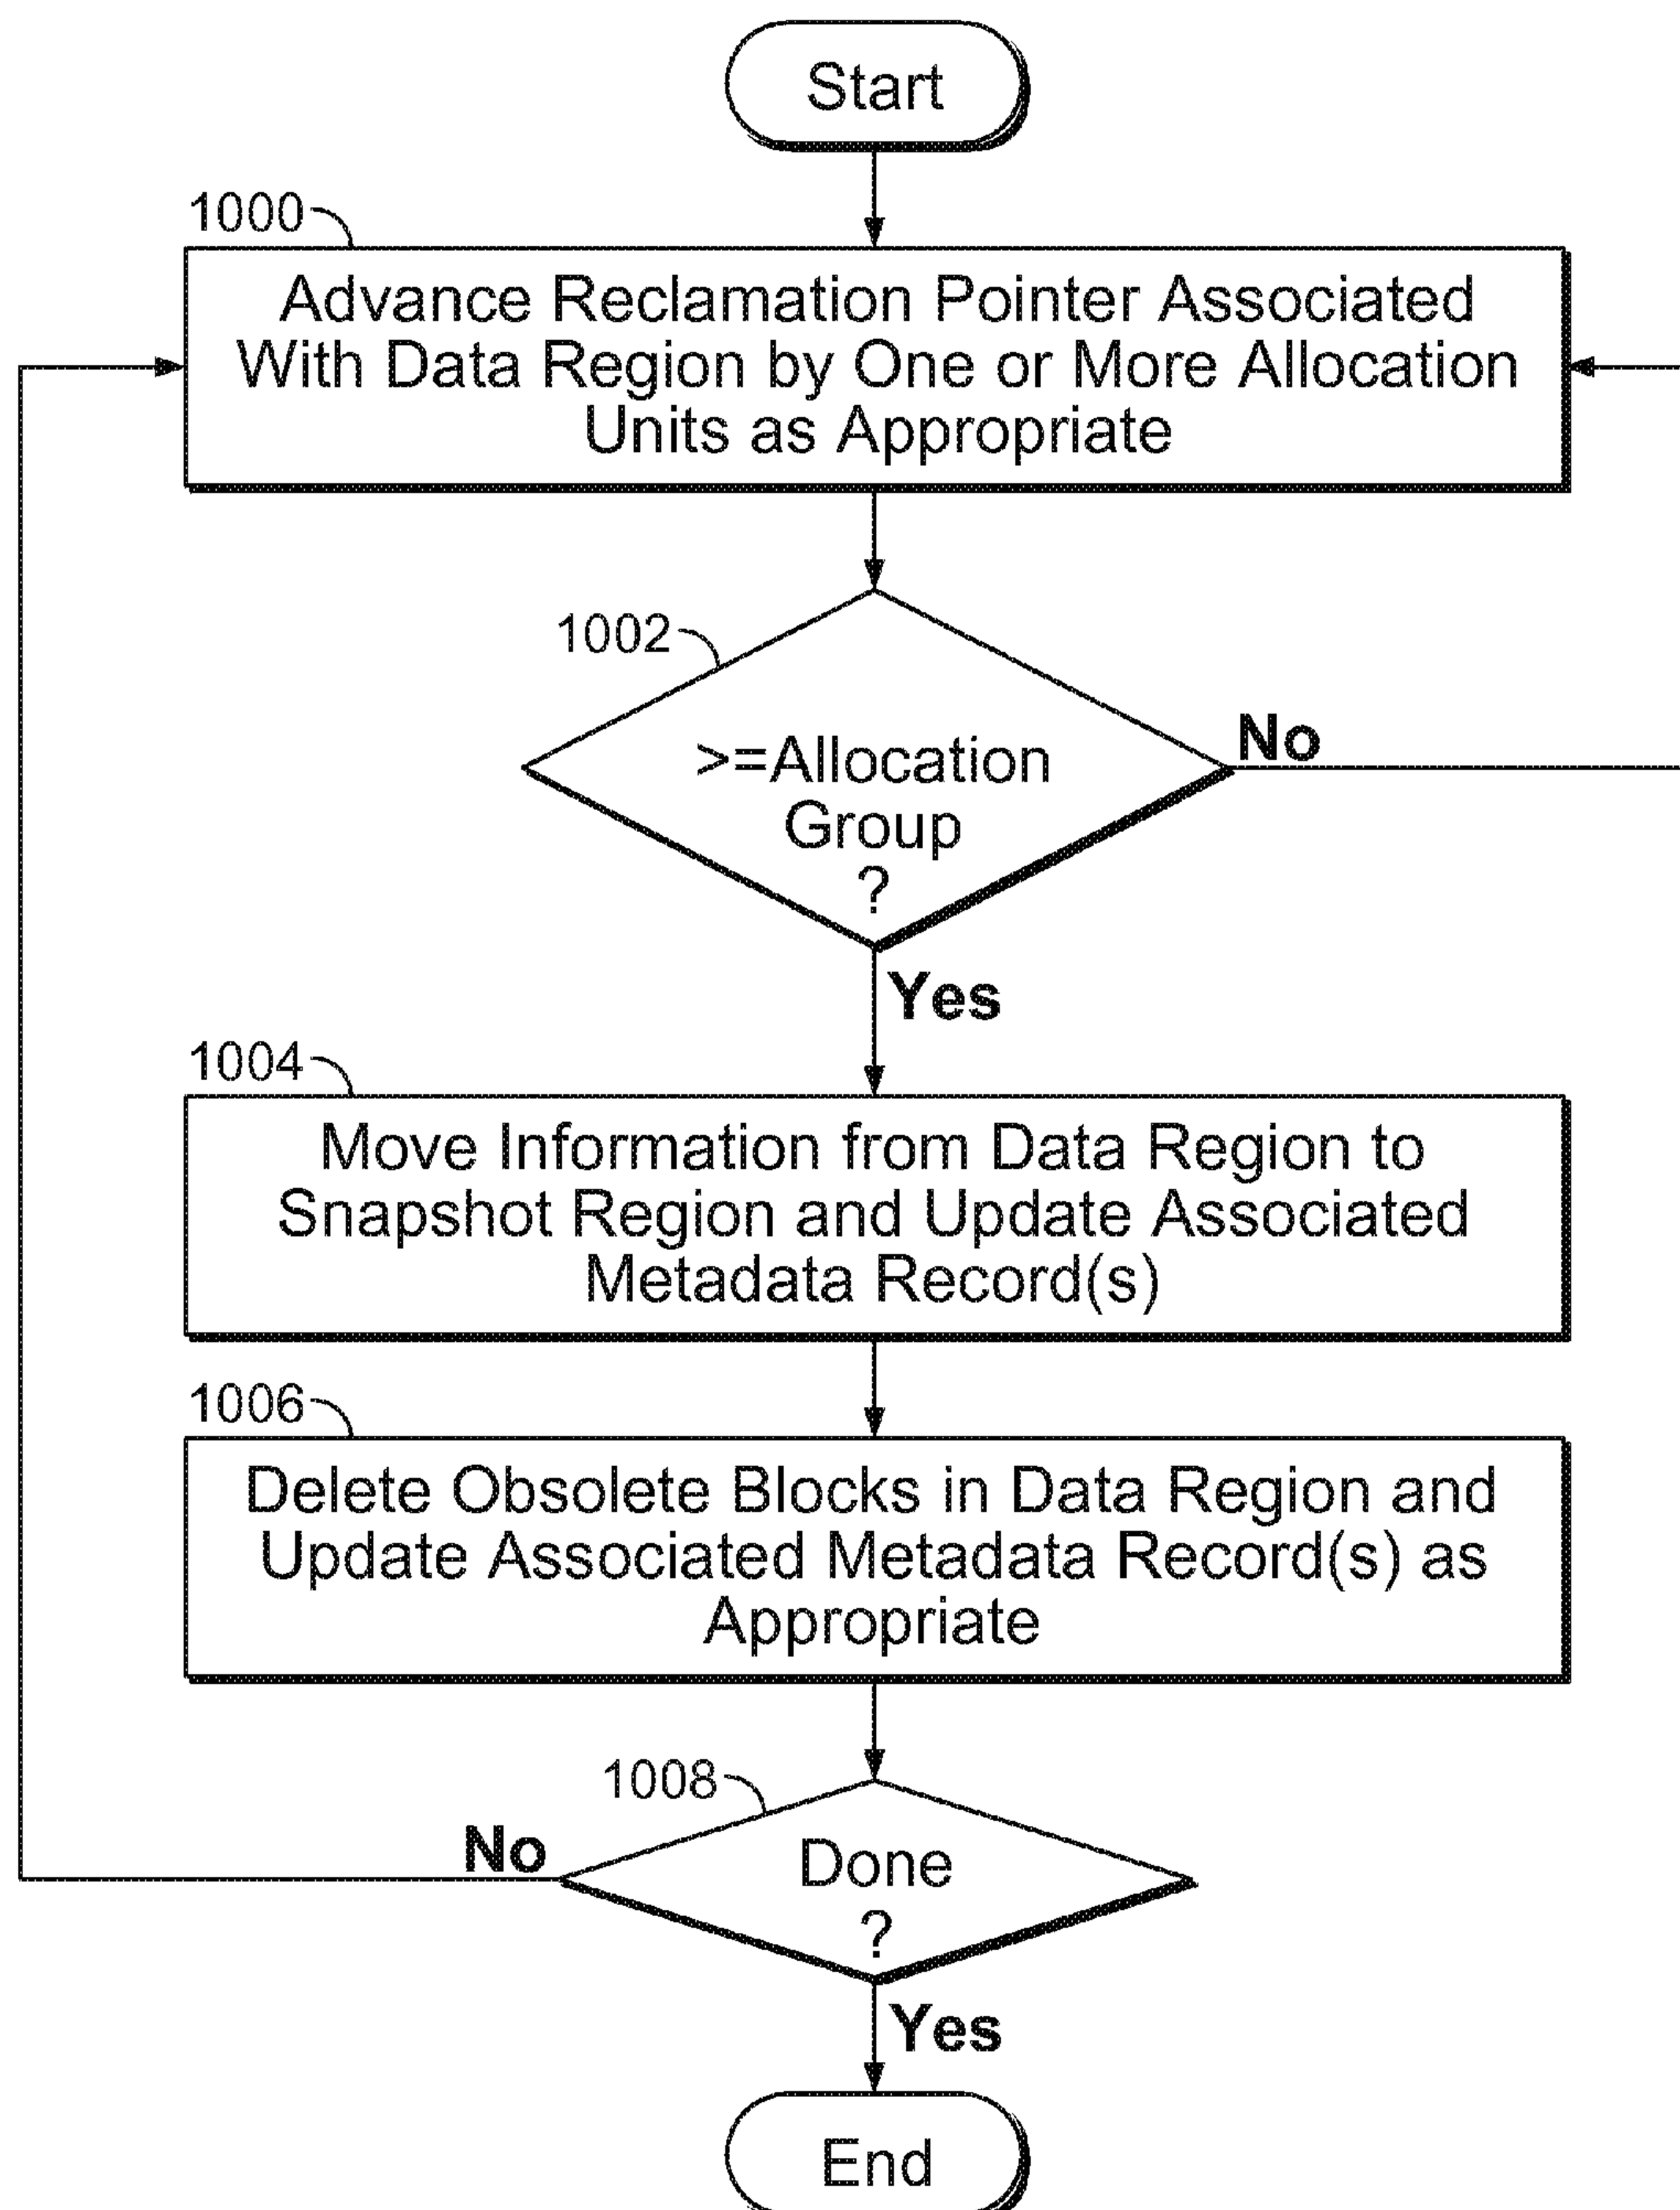 Start
1000
Advance Reclamation Pointer Associated
With Data Region by One or More Allocation
Units as Appropriate
1002
>=Allocation
Group
?
No
Yes
1004
Move Information from Data Region to
Snapshot Region and Update Associated
Metadata Record(s)
1006
Delete Obsolete Blocks in Data Region and
Update Associated Metadata Record(s) as
Appropriate
1008
No
Done
?
Yes
End